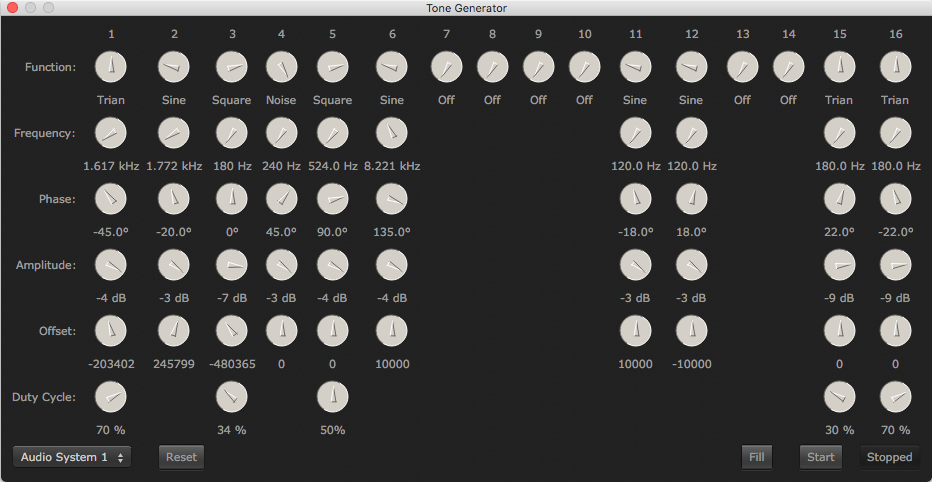 Tone Generator
1 2 3 4 5 6 7 8 9 10 11 12 13 14 15 16
Function:
Trian Sine Square Noise Square Sine Off Off Off Off Sine Sine Off Off Trian Trian
Frequency:
1.617 kHz 1.772 kHz 180 Hz 240 Hz 524.0 Hz 8.221 kHz 120.0 Hz 120.0 Hz 180.0 Hz 180.0 Hz
Phase:
-45.0° -20.0° 0° 45.0° 90.0° 135.0° -18.0° 18.0° 22.0° -22.0°
Amplitude:
-4 dB -3 dB -7 dB -3 dB -4 dB -4 dB -3 dB -3 dB -9 dB -9 dB
Offset:
-203402 245799 -480365 0 0 10000 10000 -10000 0 0
Duty Cycle:
70 % 34 % 50% 30 % 70 %
Audio System 1 Reset Fill Start Stopped